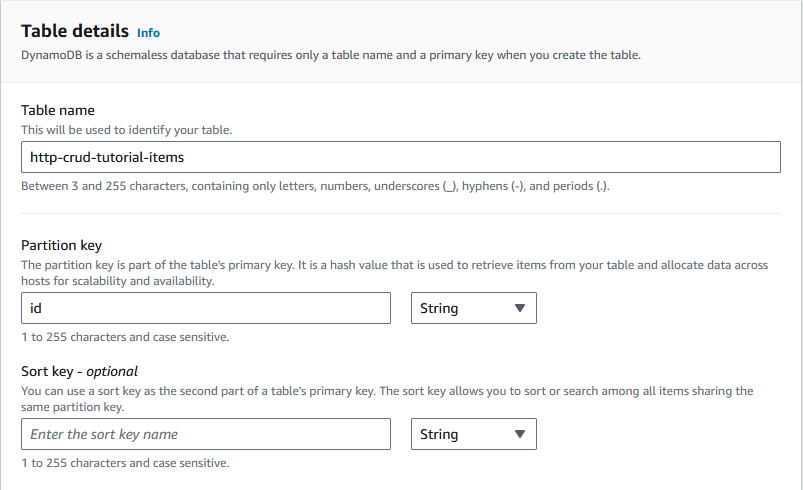 Table details Info
DynamoDB is a schemaless database that requires only a table name and a primary key when you create the table.
Table name
This will be used to identify your table.
http-crud-tutorial-items
Between 3 and 255 characters, containing only letters, numbers, underscores (_), hyphens (-), and periods (.).
Partition key
The partition key is part of the table's primary key. It is a hash value that is used to retrieve items from your table and allocate data across
hosts for scalability and availability.
id String
1 to 255 characters and case sensitive.
Sort key - optional
You can use a sort key as the second part of a table's primary key. The sort key allows you to sort or search among all items sharing the
same partition key.
Enter the sort key name String
1 to 255 characters and case sensitive.